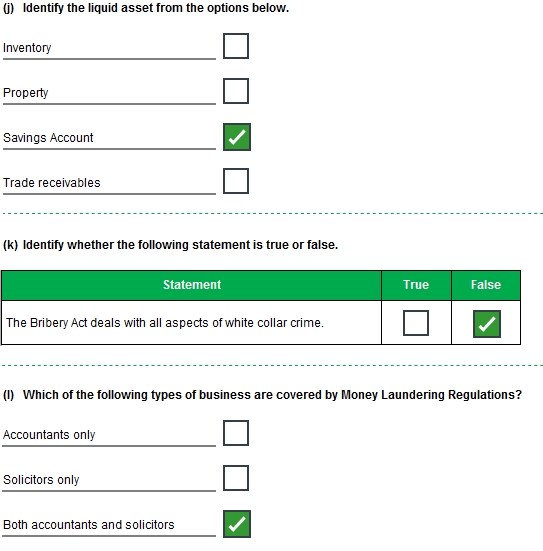 (j) Identify the liquid asset from the options below.
Inventory
Property
Savings Account
Trade receivables
(k) Identify whether the following statement is true or false.
Statement True False
The Bribery Act deals with all aspects of white collar crime.
(l) Which of the following types of business are covered by Money Laundering Regulations?
Accountants only
Solicitors only
Both accountants and solicitors